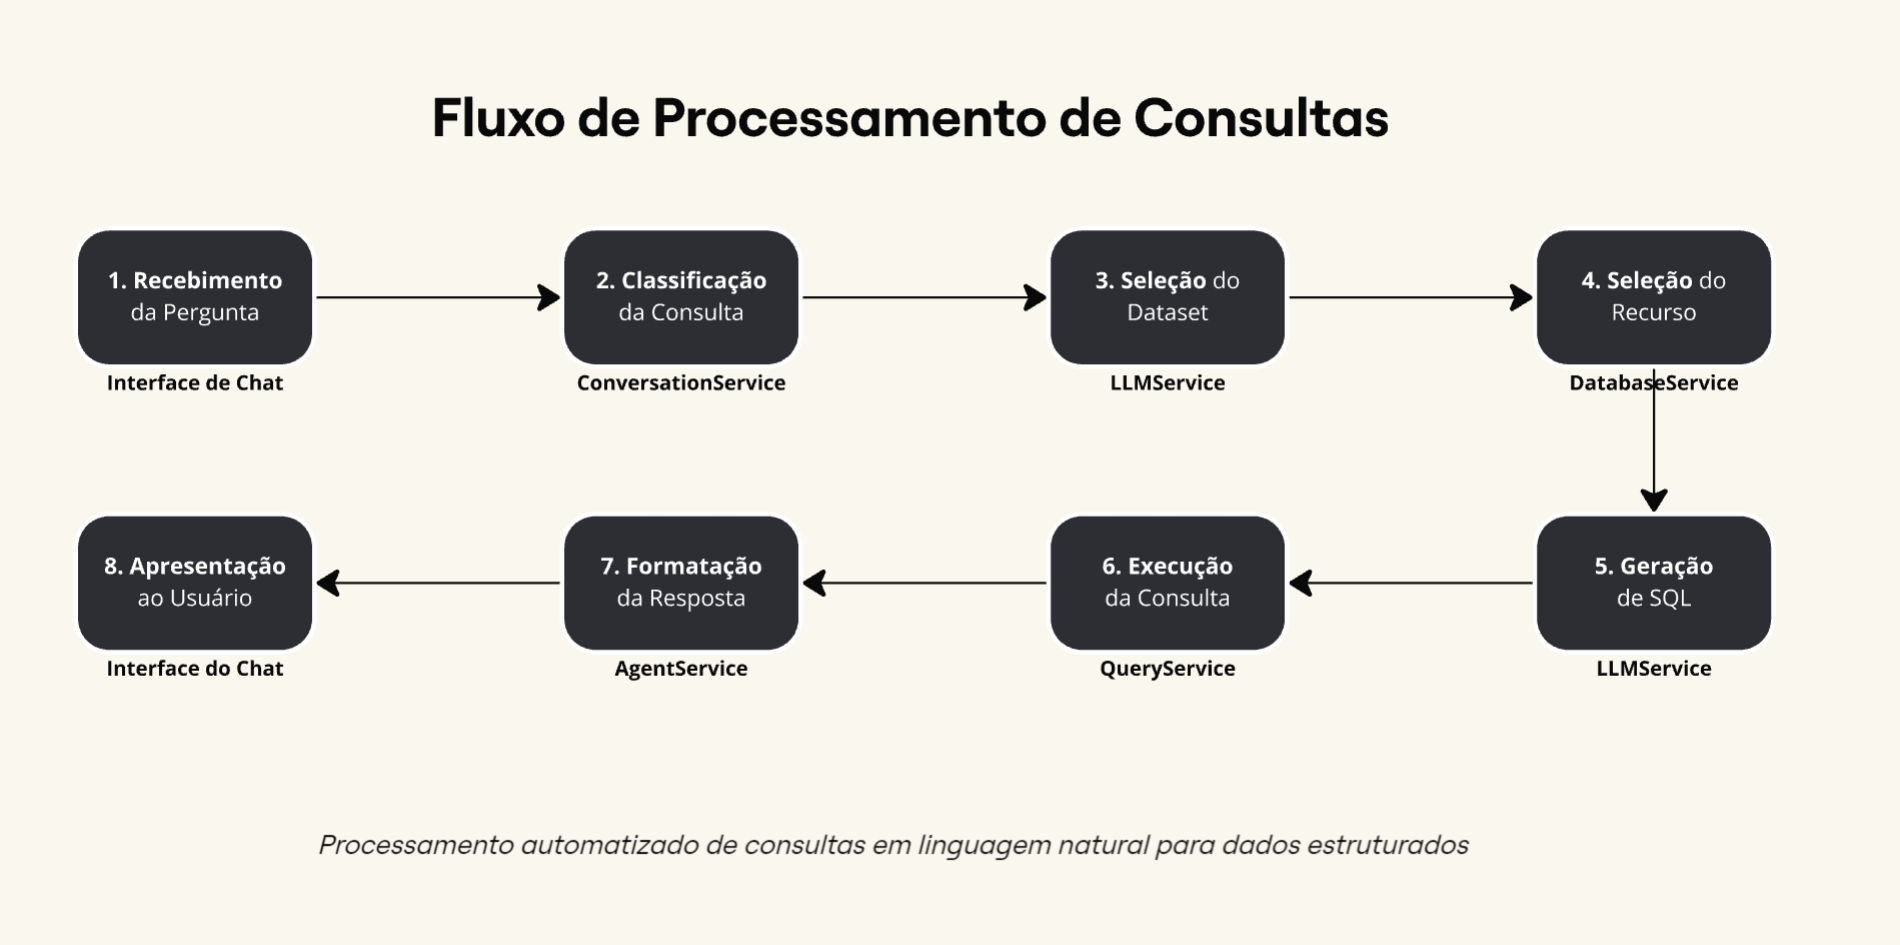 Fluxo de Processamento de Consultas
1. Recebimento
da Pergunta
Interface de Chat
2. Classificação
da Consulta
ConversationService
3. Seleção do
Dataset
LLMService
4. Seleção do
Recurso
DatabaseService
5. Geração
de SQL
LLMService
6. Execução
da Consulta
QueryService
7. Formatação
da Resposta
AgentService
8. Apresentação
ao Usuário
Interface do Chat
Processamento automatizado de consultas em linguagem natural para dados estruturados